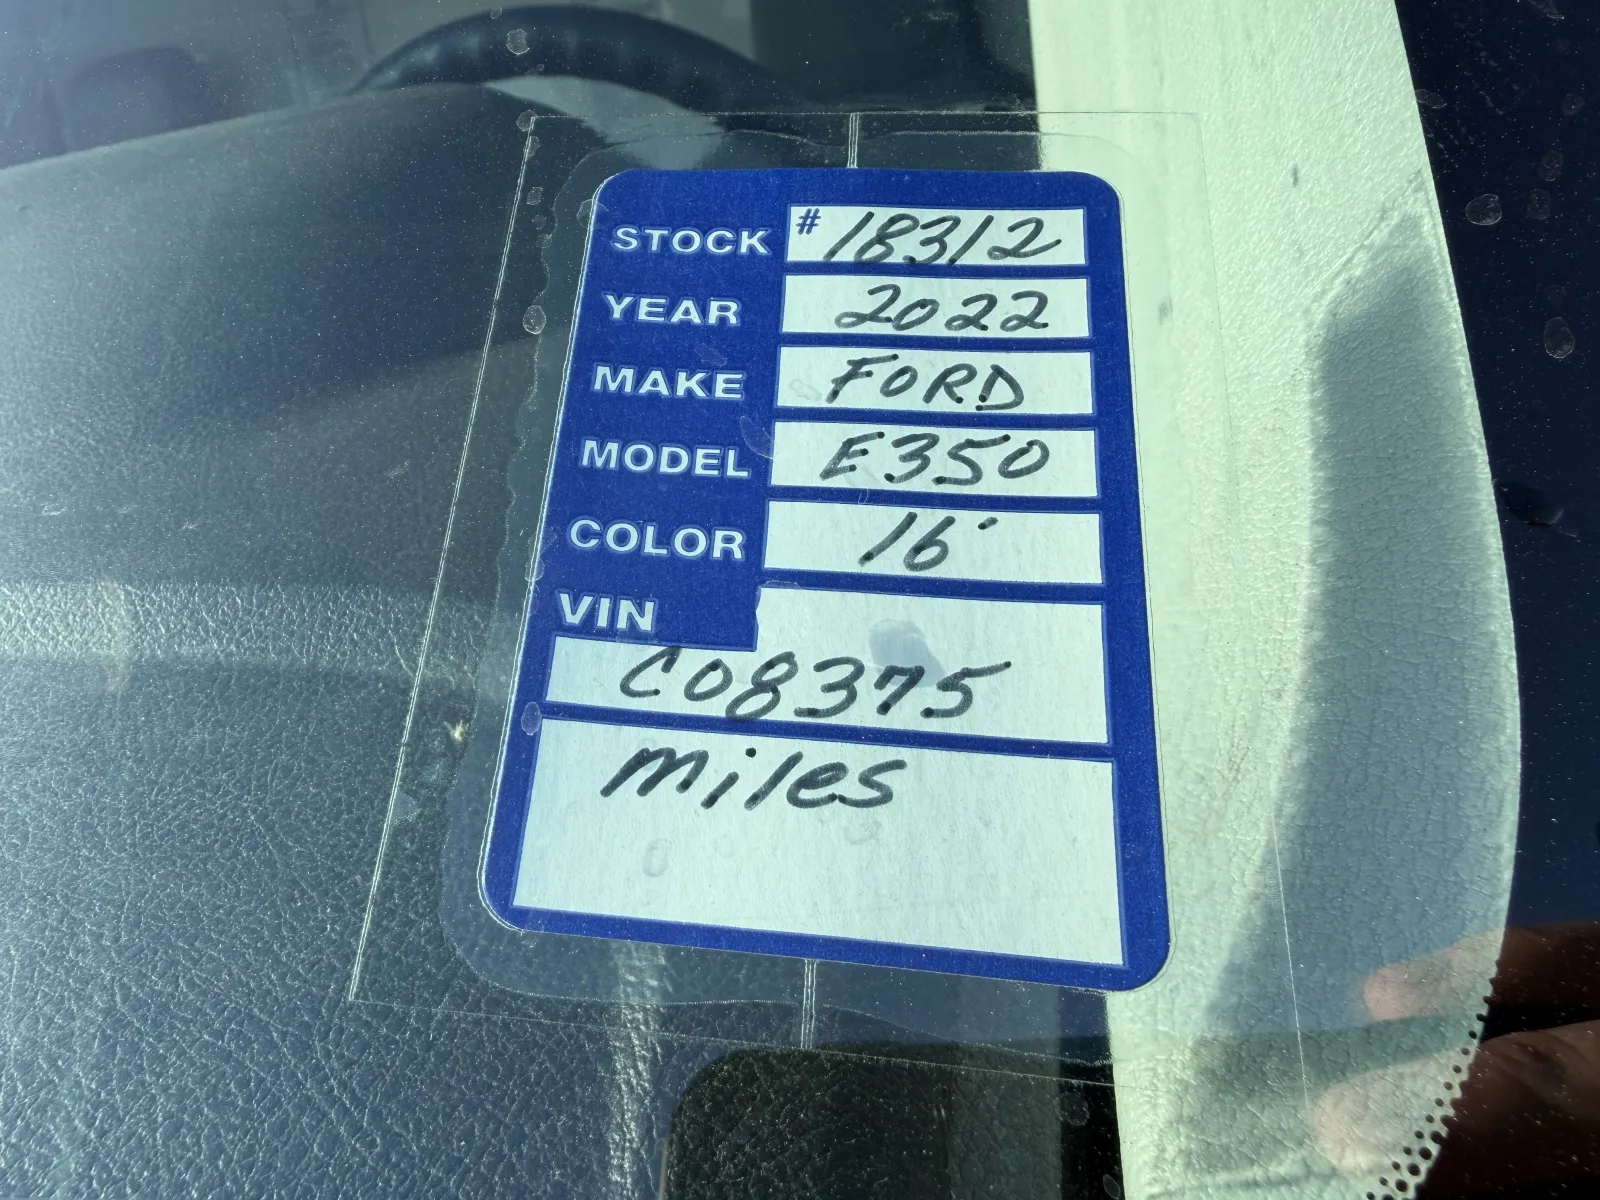 STOCK # 18312
YEAR 2022
MAKE FORD
MODEL E350
COLOR 16'
VIN
C08375
miles